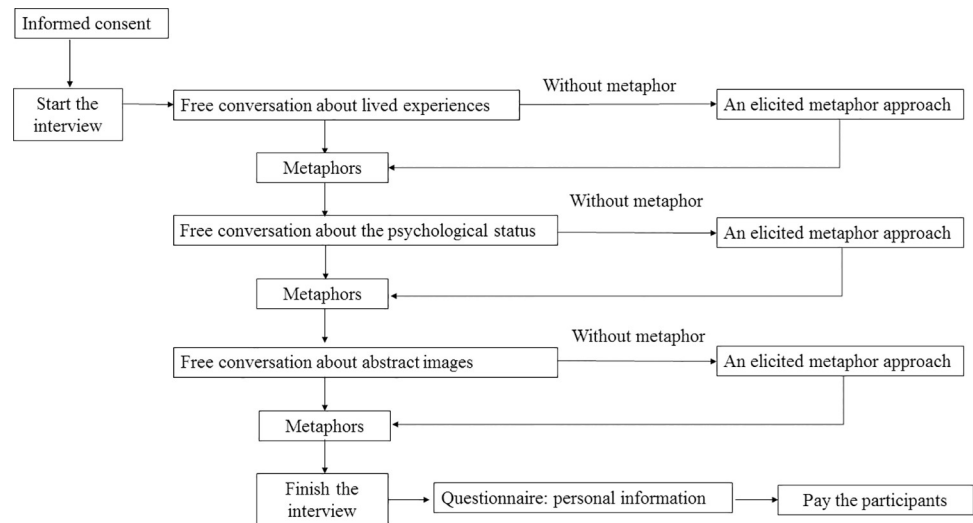 Informed consent
Start the
interview
Free conversation about lived experiences
Without metaphor
An elicited metaphor approach
Metaphors
Free conversation about the psychological status
Without metaphor
An elicited metaphor approach
Metaphors
Free conversation about abstract images
Without metaphor
An elicited metaphor approach
Metaphors
Finish the
interview
Questionnaire: personal information
Pay the participants